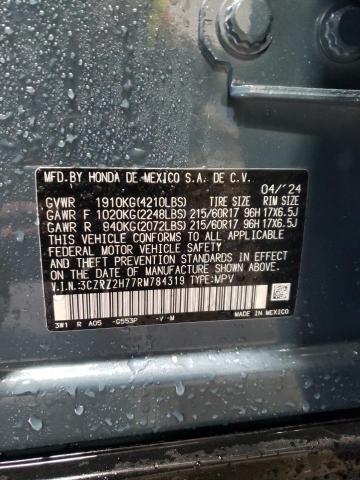 MFD.BY HONDA DE MEXICO S.A. DE C.V.
04/'24
GVWR 1910KG(4210LBS) TIRE SIZE RIM SIZE
GAWR F 1020KG(2248LBS) 215/60R17 96H 17X6.5J
GAWR R 940KG(2072LBS) 215/60R17 96H 17X6.5J
THIS VEHICLE CONFORMS TO ALL APPLICABLE
FEDERAL MOTOR VEHICLE SAFETY AND THEFT
PREVENTION STANDARDS IN EFFECT ON THE DATE
OF MANUFACTURE SHOWN ABOVE.
V.I.N.:3CZRZ2H77RM784319 TYPE:MPV
MADE IN MEXICO
3W1 R A05 -G553P -V-M